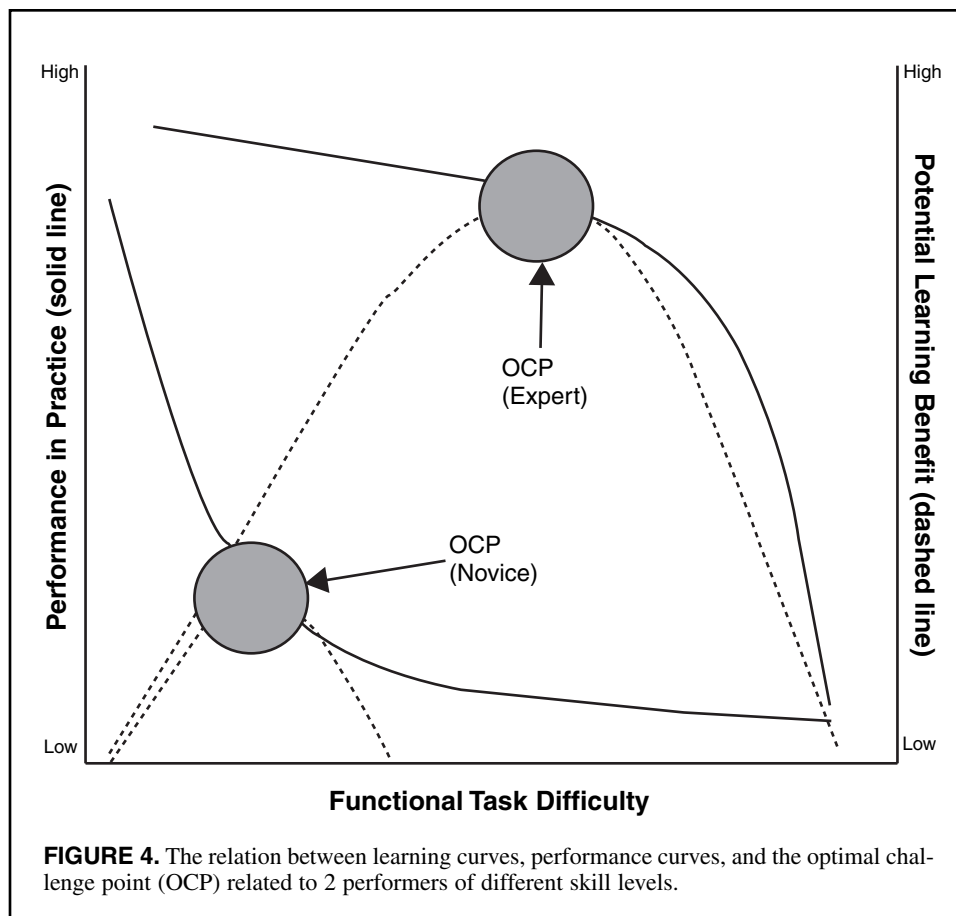 High
High
Performance in Practice (solid line)
Potential Learning Benefit (dashed line)
OCP
(Expert)
OCP
(Novice)
Low
Low
Functional Task Difficulty
FIGURE 4. The relation between learning curves, performance curves, and the optimal chal-
lenge point (OCP) related to 2 performers of different skill levels.